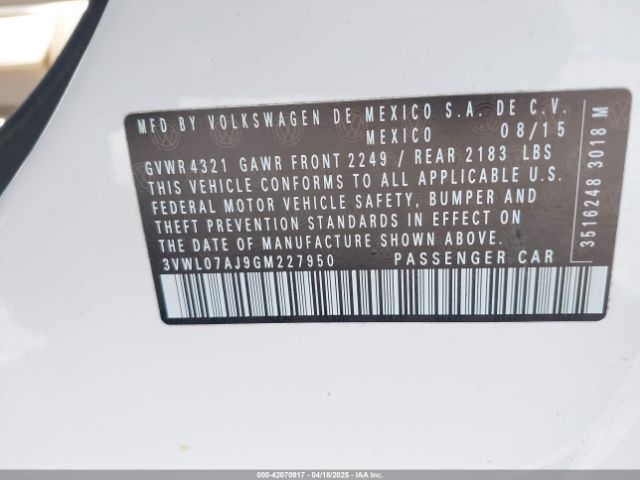 MFD BY VOLKSWAGEN DE MEXICO S.A. DE C.V.
MEXICO 08/15
GVWR 4321 GAWR FRONT 2249 / REAR 2183 LBS
THIS VEHICLE CONFORMS TO ALL APPLICABLE U.S.
FEDERAL MOTOR VEHICLE SAFETY, BUMPER AND
THEFT PREVENTION STANDARDS IN EFFECT ON
THE DATE OF MANUFACTURE SHOWN ABOVE.
3VWL07AJ9GM227950 PASSENGER CAR
3516248 3018 M
000-42070917 - 04/18/2025 - IAAI.COM